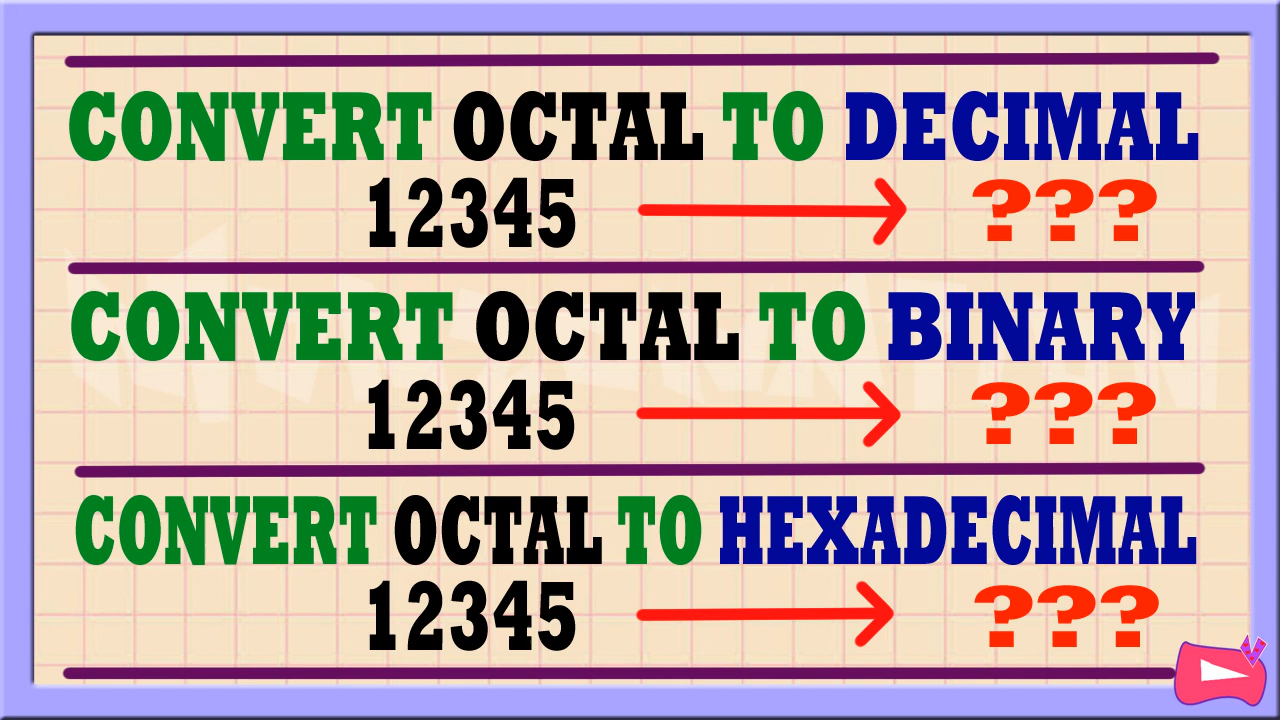 CONVERT OCTAL TO DECIMAL
12345 ???
CONVERT OCTAL TO BINARY
12345 ???
CONVERT OCTAL TO HEXADECIMAL
12345 ???